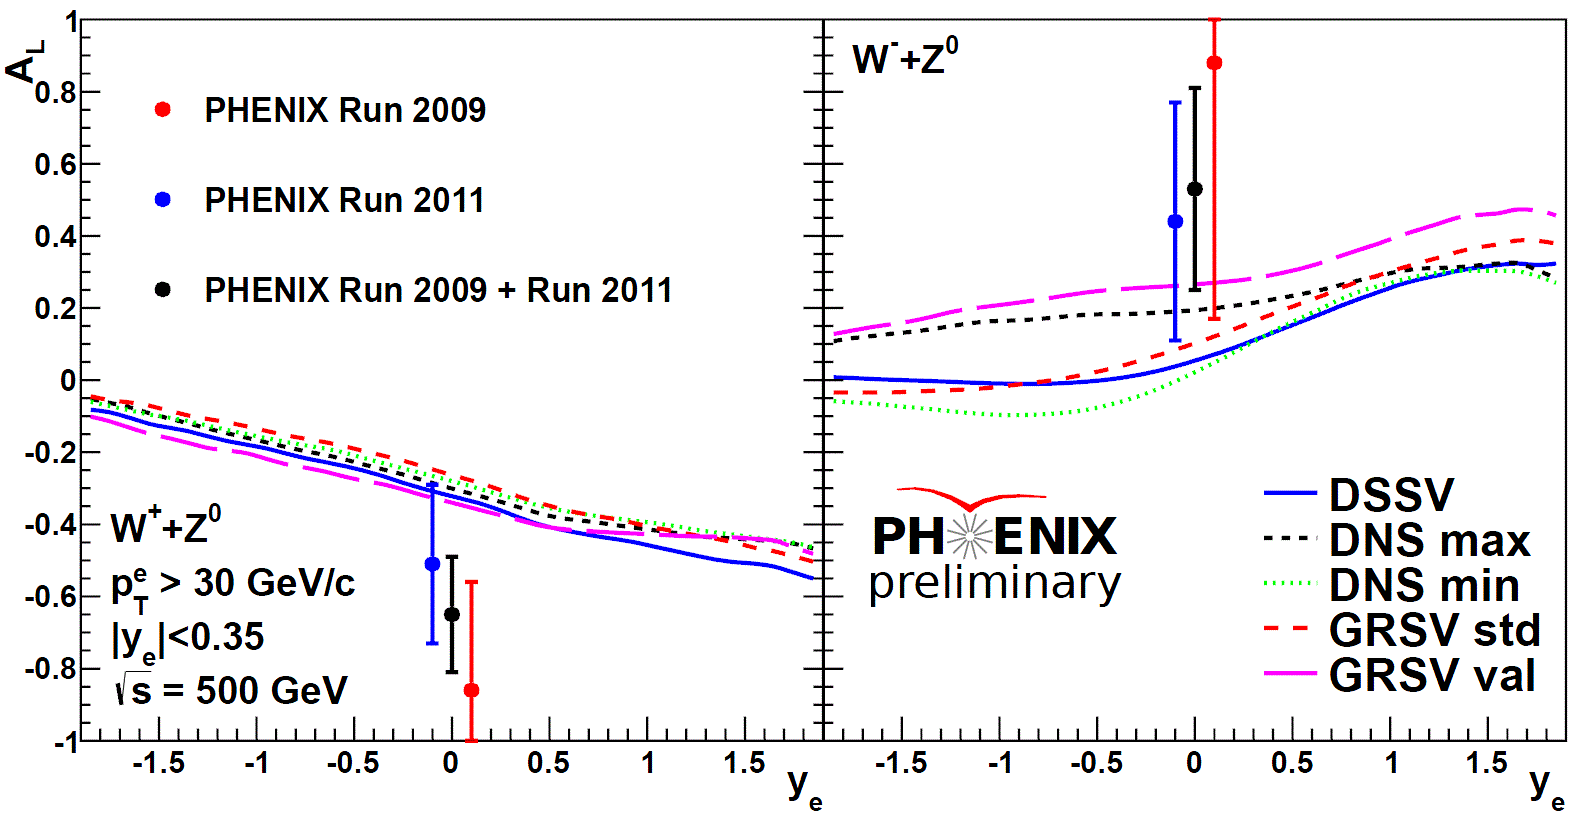 A_L
1
0.8
0.6
0.4
0.2
0
-0.2
-0.4
-0.6
-0.8
-1
PHENIX Run 2009
PHENIX Run 2011
PHENIX Run 2009 + Run 2011
W⁺+Z⁰
p_T^e > 30 GeV/c
|y_e|<0.35
√s = 500 GeV
-1.5 -1 -0.5 0 0.5 1 1.5
y_e
W⁻+Z⁰
PHENIX
preliminary
DSSV
DNS max
DNS min
GRSV std
GRSV val
-1.5 -1 -0.5 0 0.5 1 1.5
y_e